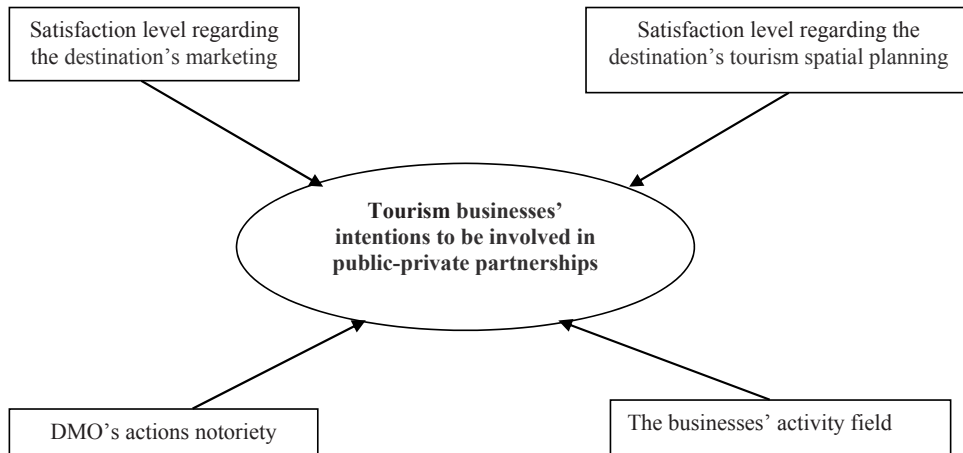 Satisfaction level regarding
the destination’s marketing
Satisfaction level regarding the
destination’s tourism spatial planning
Tourism businesses’
intentions to be involved in
public-private partnerships
DMO’s actions notoriety
The businesses’ activity field